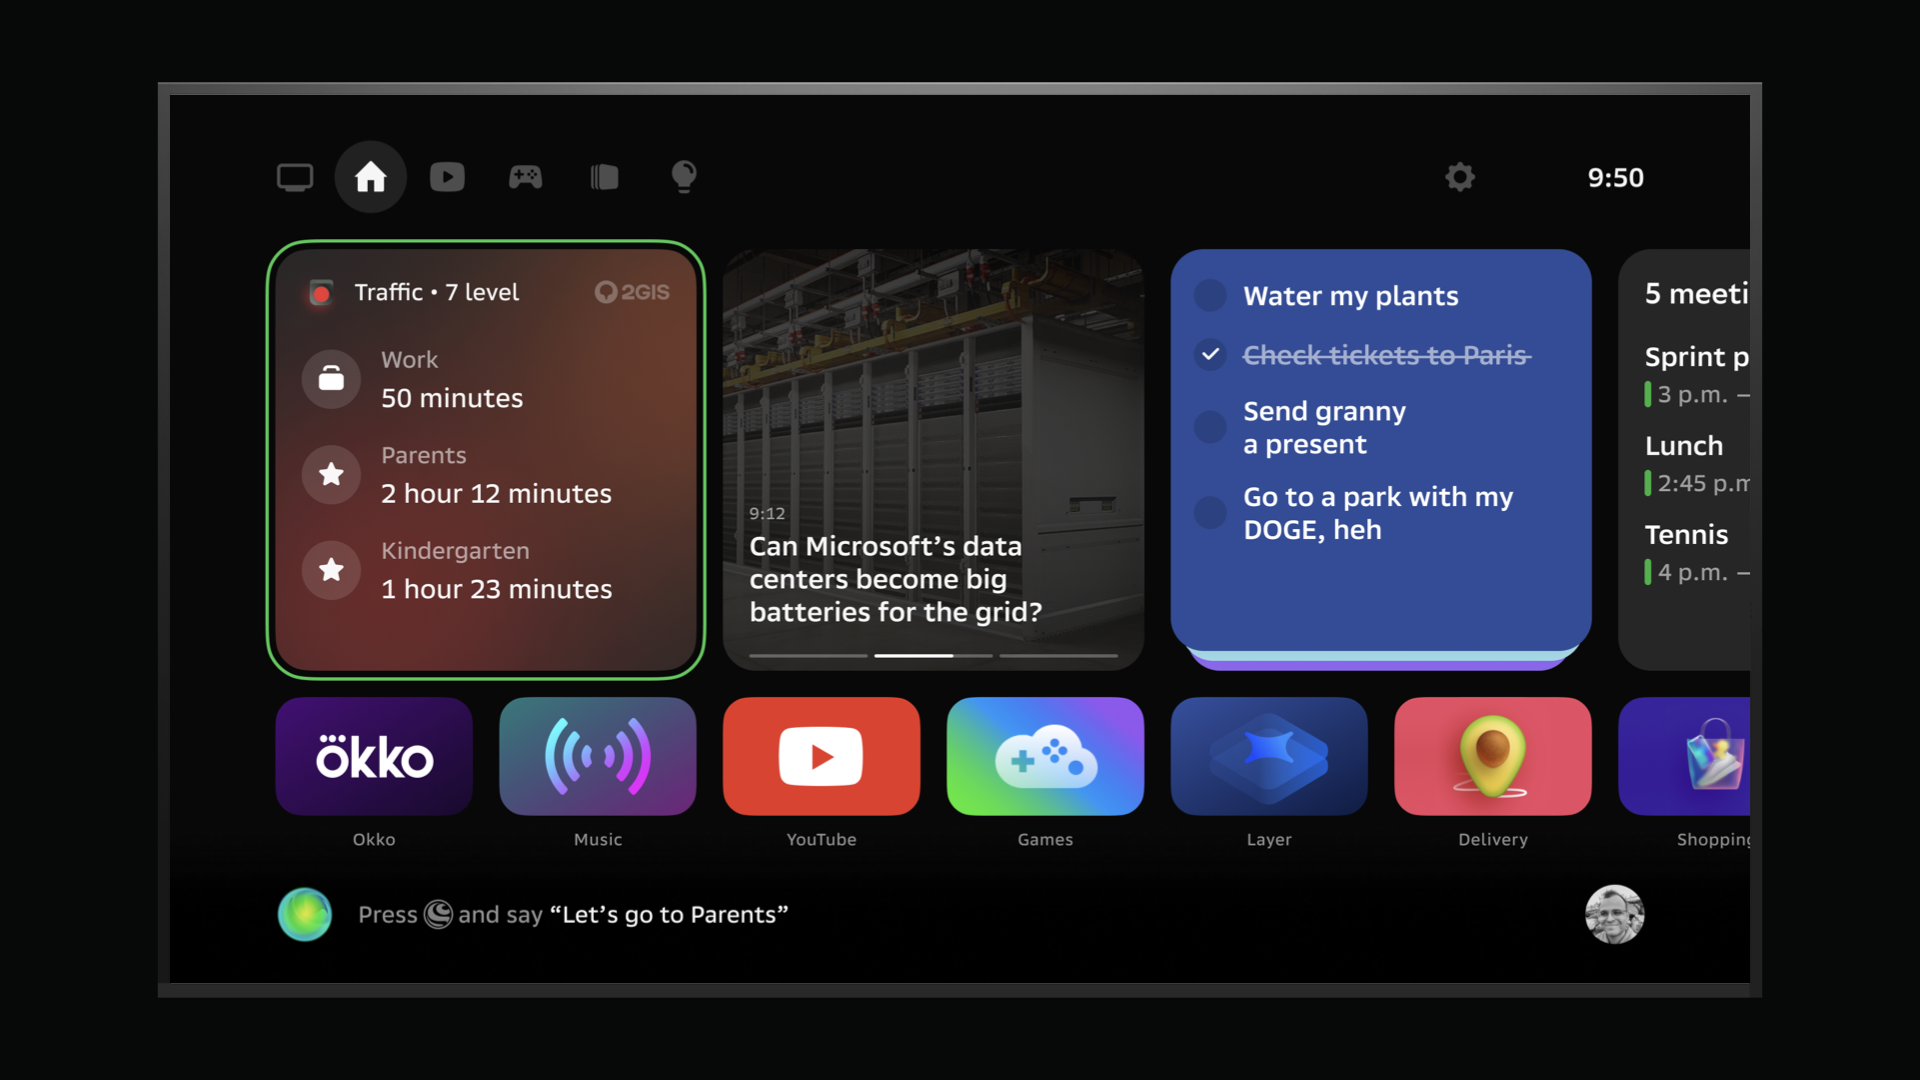 9:50
Traffic • 7 level
2GIS
Work
50 minutes
Parents
2 hour 12 minutes
Kindergarten
1 hour 23 minutes
9:12
Can Microsoft’s data
centers become big
batteries for the grid?
Water my plants
Check tickets to Paris
Send granny
a present
Go to a park with my
DOGE, heh
5 meeti
Sprint p
3 p.m. –
Lunch
2:45 p.m
Tennis
4 p.m. –
okko
Okko
Music
YouTube
Games
Layer
Delivery
Shopping
Press and say “Let’s go to Parents”